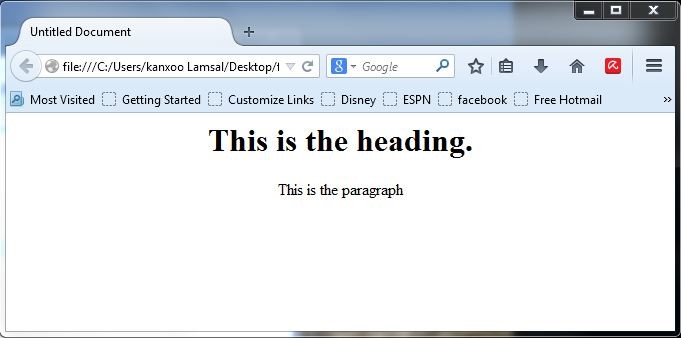 Untitled Document
file:///C:/Users/kanxoo Lamsal/Desktop/t
Google
Most Visited Getting Started Customize Links Disney ESPN facebook Free Hotmail
This is the heading.
This is the paragraph